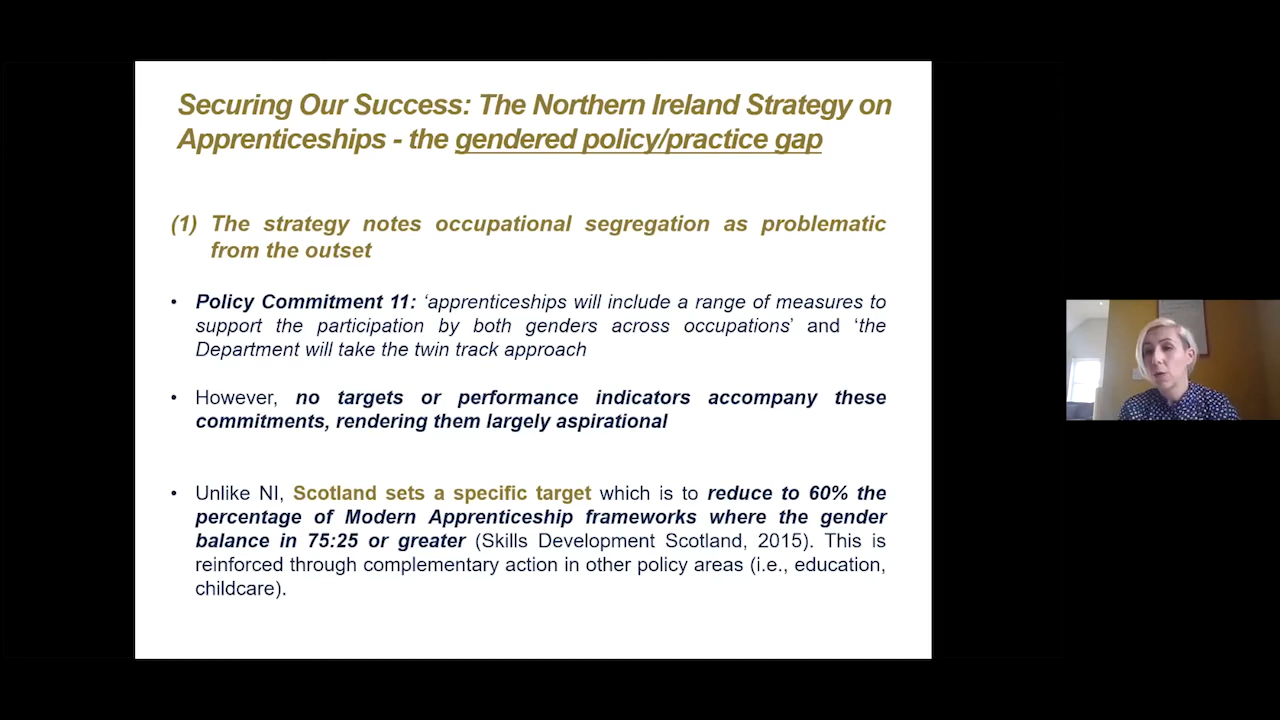 Securing Our Success: The Northern Ireland Strategy on
Apprenticeships - the gendered policy/practice gap
(1) The strategy notes occupational segregation as problematic
from the outset
• Policy Commitment 11: ‘apprenticeships will include a range of measures to
support the participation by both genders across occupations’ and ‘the
Department will take the twin track approach
• However, no targets or performance indicators accompany these
commitments, rendering them largely aspirational
• Unlike NI, Scotland sets a specific target which is to reduce to 60% the
percentage of Modern Apprenticeship frameworks where the gender
balance in 75:25 or greater (Skills Development Scotland, 2015). This is
reinforced through complementary action in other policy areas (i.e., education,
childcare).